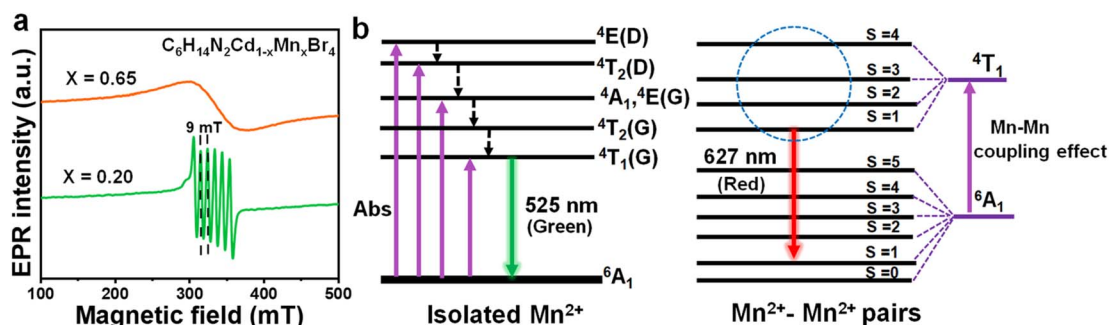 a
C₆H₁₄N₂Cd₁₋ₓMnₓBr₄
X = 0.65
9 mT
X = 0.20
EPR intensity (a.u.)
100 200 300 400 500
Magnetic field (mT)
b
⁴E(D)
⁴T₂(D)
⁴A₁,⁴E(G)
⁴T₂(G)
⁴T₁(G)
Abs
525 nm
(Green)
⁶A₁
Isolated Mn²⁺
S =4
S =3
S =2
S =1
627 nm
(Red)
S =5
S =4
S =3
S =2
S =1
S =0
⁴T₁
Mn-Mn
coupling effect
⁶A₁
Mn²⁺- Mn²⁺ pairs